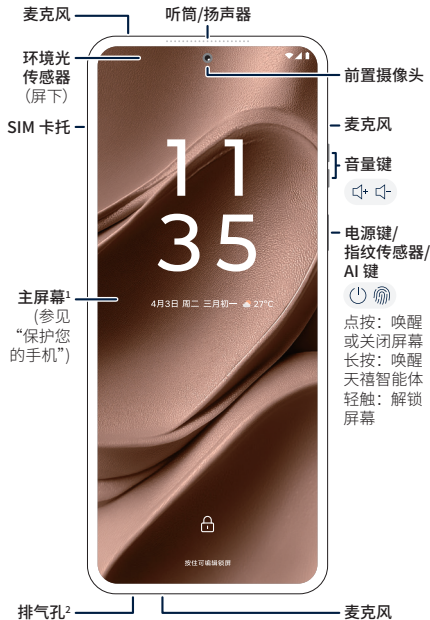 麦克风
听筒/扬声器
环境光
传感器
（屏下）
前置摄像头
SIM 卡托
麦克风
音量键
电源键/
指纹传感器/
AI 键
点按：唤醒
或关闭屏幕
长按：唤醒
天禧智能体
轻触：解锁
屏幕
主屏幕¹
(参见
“保护您
的手机”)
11
35
4月3日 周二 三月初一 27°C
按住可编辑锁屏
排气孔²
麦克风